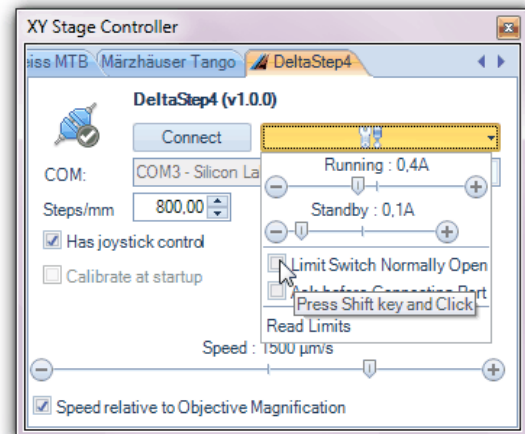 XY Stage Controller
eiss MTB Märzhäuser Tango DeltaStep4
DeltaStep4 (v1.0.0)
Connect
COM: COM3 - Silicon La
Running : 0,4A
Steps/mm 800,00
Standby : 0,1A
Has joystick control
Limit Switch Normally Open
Calibrate at startup
Ask before Connecting Port
Press Shift key and Click
Read Limits
Speed : 1500 µm/s
Speed relative to Objective Magnification